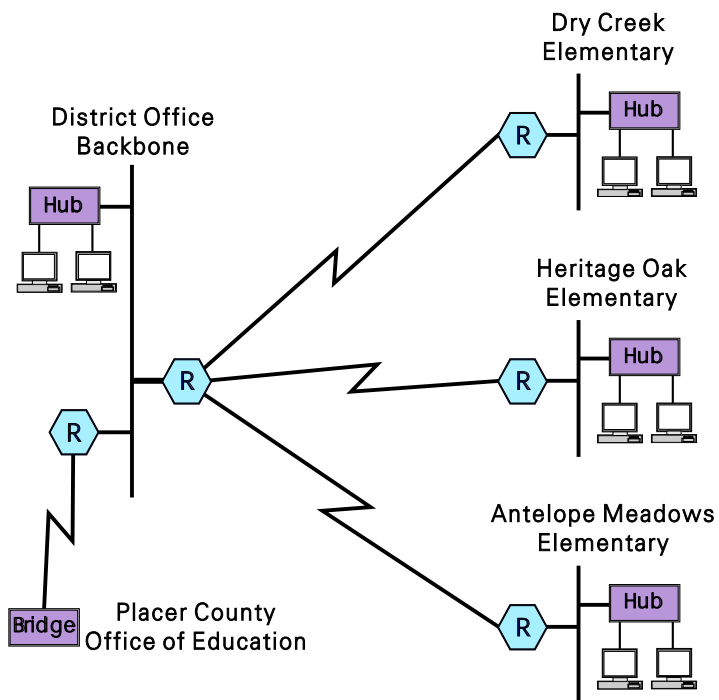 Dry Creek
Elementary
Hub
R
District Office
Backbone
Hub
Heritage Oak
Elementary
Hub
R
R
R
Antelope Meadows
Elementary
Hub
R
Bridge
Placer County
Office of Education